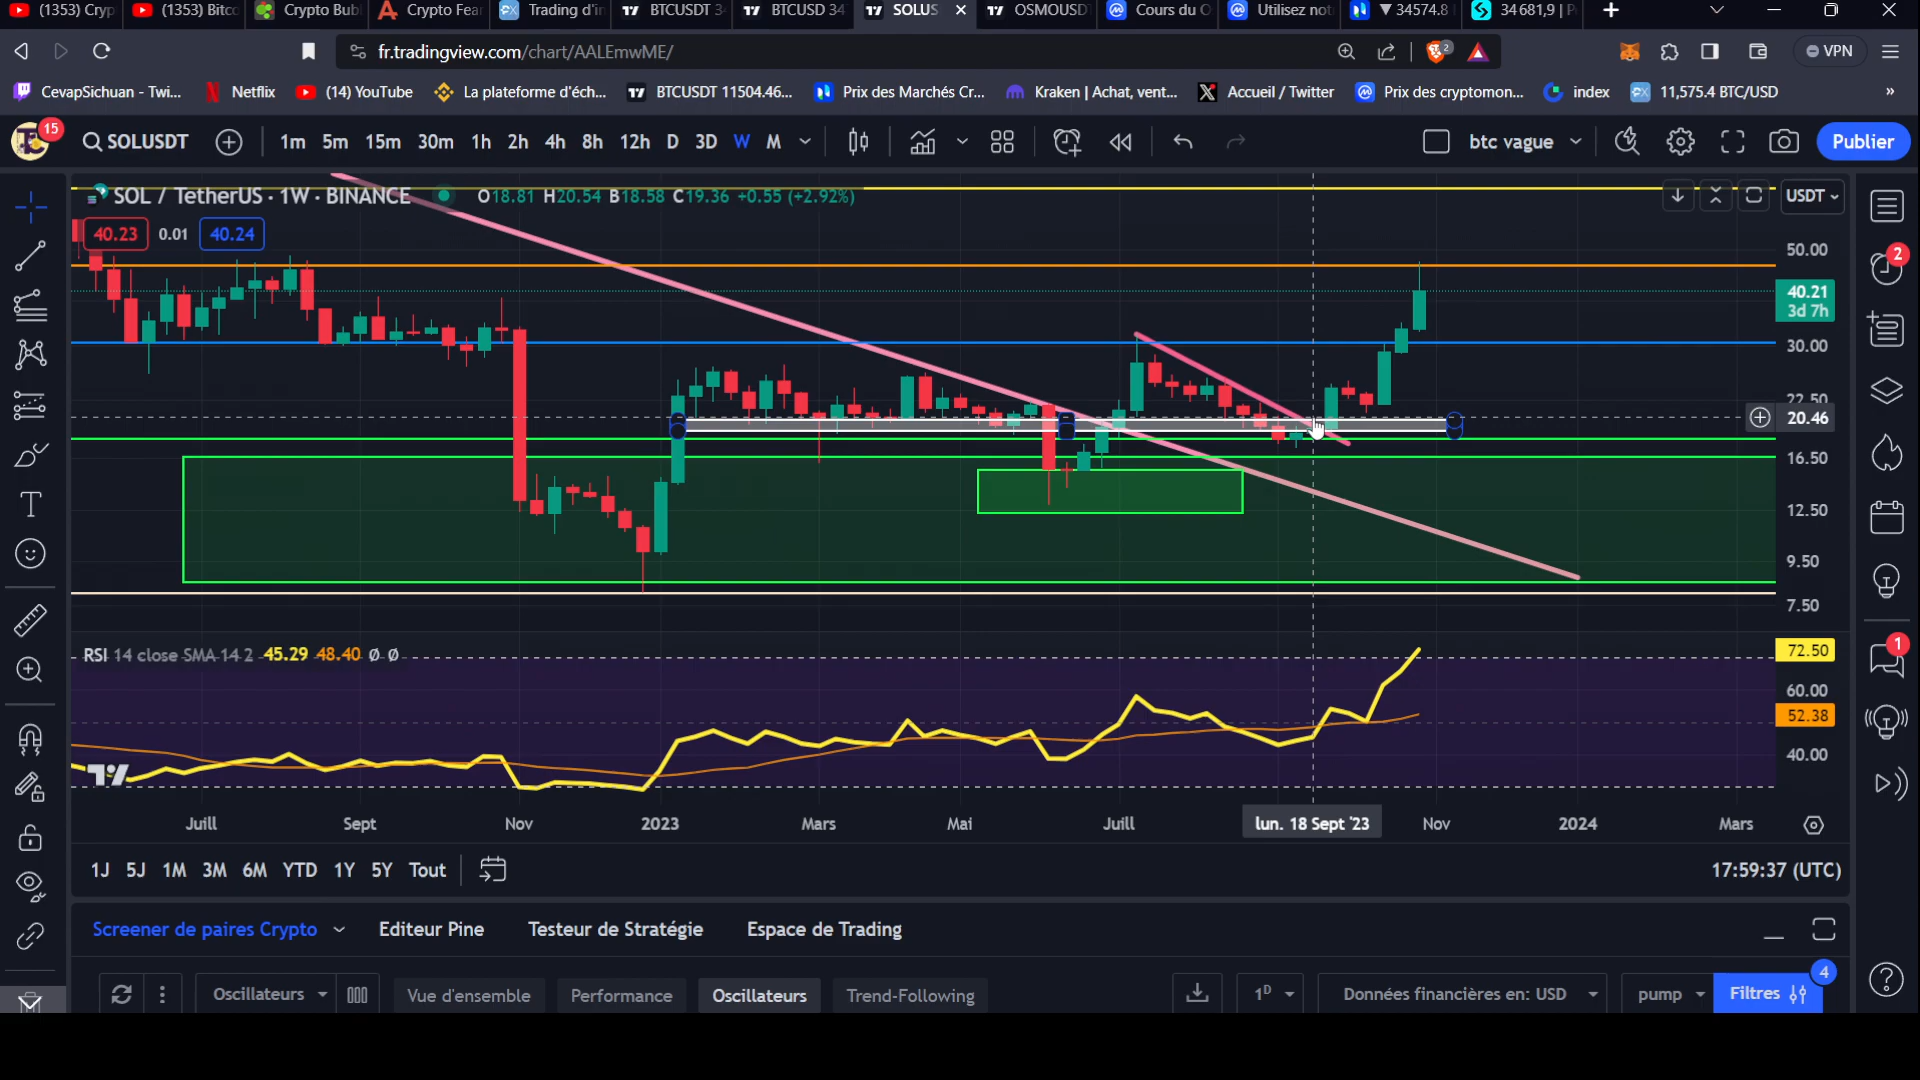 (1353) Cryp
(1353) Bitco
Crypto Bub
Crypto Fear
Trading d'in
BTCUSDT 34
BTCUSD 34
SOLUS
OSMOUSDT
Cours du O
Utilisez not
▼ 34574.8
34 681,9 | P
fr.tradingview.com/chart/AALEmwME/
2
VPN
CevapSichuan - Twi...
Netflix
(14) YouTube
La plateforme d'éch...
BTCUSDT 11504.46...
Prix des Marchés Cr...
Kraken | Achat, vent...
Accueil / Twitter
Prix des cryptomon...
index
11,575.4 BTC/USD
»
15
SOLUSDT
1m 5m 15m 30m 1h 2h 4h 8h 12h D 3D W M
btc vague
Publier
SOL / TetherUS · 1W · BINANCE
O18.81 H20.54 B18.58 C19.36 +0.55 (+2.92%)
USDT
40.23 0.01 40.24
50.00
2
40.21
3d 7h
30.00
22.50
20.46
16.50
12.50
9.50
7.50
RSI 14 close SMA 14 2 45.29 48.40 Ø Ø
72.50
1
60.00
52.38
40.00
Juill Sept Nov 2023 Mars Mai Juill lun. 18 Sept '23 Nov 2024 Mars
1J 5J 1M 3M 6M YTD 1Y 5Y Tout
17:59:37 (UTC)
Screener de paires Crypto
Editeur Pine
Testeur de Stratégie
Espace de Trading
4
Oscillateurs
Vue d'ensemble
Performance
Oscillateurs
Trend-Following
1D
Données financières en: USD
pump
Filtres